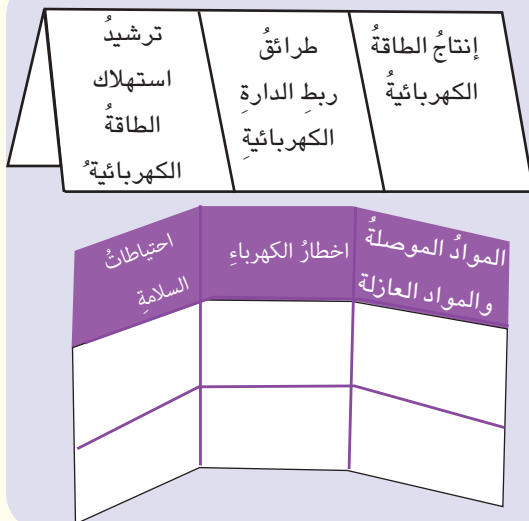 إنتاجُ الطاقةُ
الكهربائيةُ
طرائقُ
ربطِ الدارةِ
الكهربائيةِ
ترشيدُ
استهلاك
الطاقةُ
الكهربائيةُ
الموادُ الموصلةُ
والمواد العازلة
اخطارُ الكهرباءِ
احتياطاتُ
السلامةِ